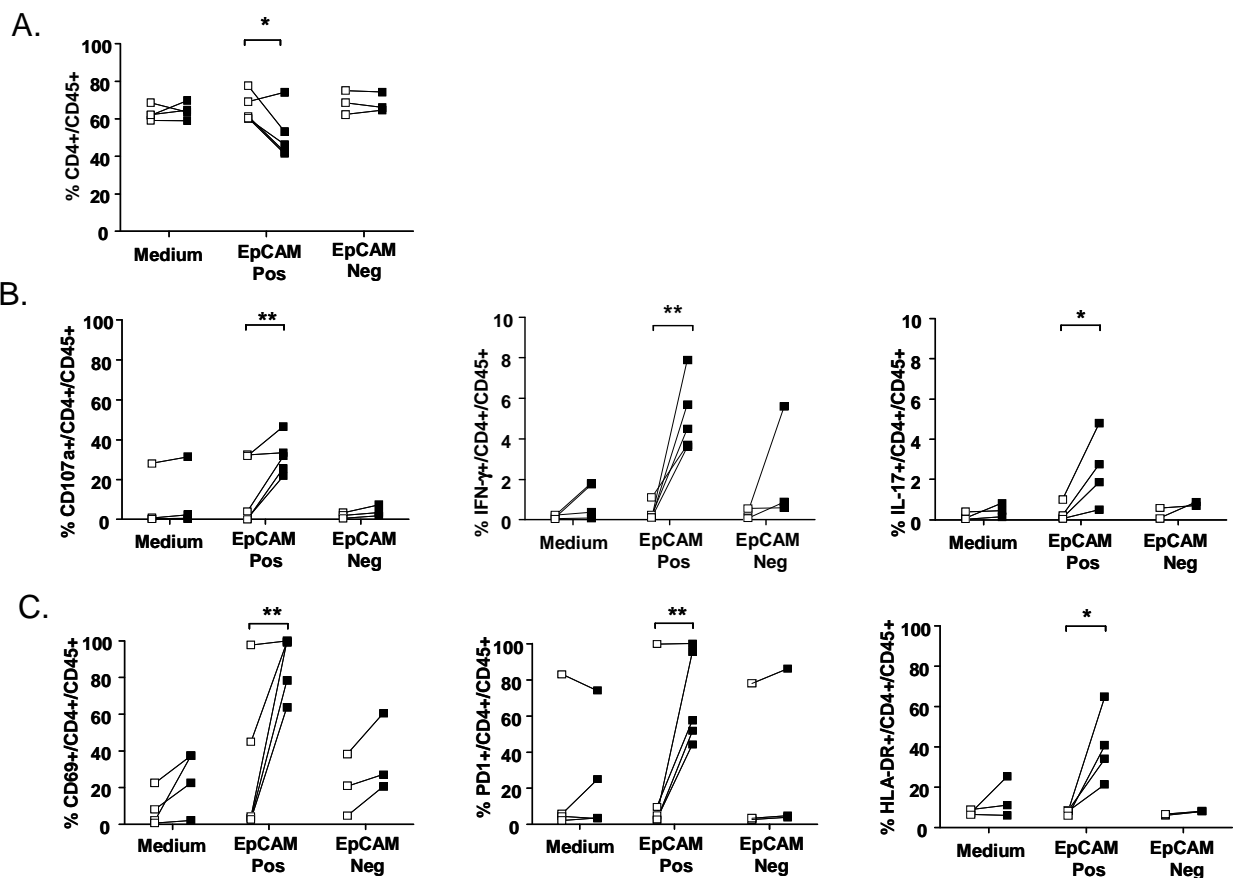 A.
*
% CD4+/CD45+
100
80
60
40
20
0
Medium
EpCAM
Pos
EpCAM
Neg
B.
**
% CD107a+/CD4+/CD45+
100
80
60
40
20
0
Medium
EpCAM
Pos
EpCAM
Neg
**
% IFN-γ+/CD4+/CD45+
10
8
6
4
2
0
Medium
EpCAM
Pos
EpCAM
Neg
*
% IL-17+/CD4+/CD45+
10
8
6
4
2
0
Medium
EpCAM
Pos
EpCAM
Neg
C.
**
% CD69+/CD4+/CD45+
100
80
60
40
20
0
Medium
EpCAM
Pos
EpCAM
Neg
**
% PD1+/CD4+/CD45+
100
80
60
40
20
0
Medium
EpCAM
Pos
EpCAM
Neg
*
% HLA-DR+/CD4+/CD45+
100
80
60
40
20
0
Medium
EpCAM
Pos
EpCAM
Neg